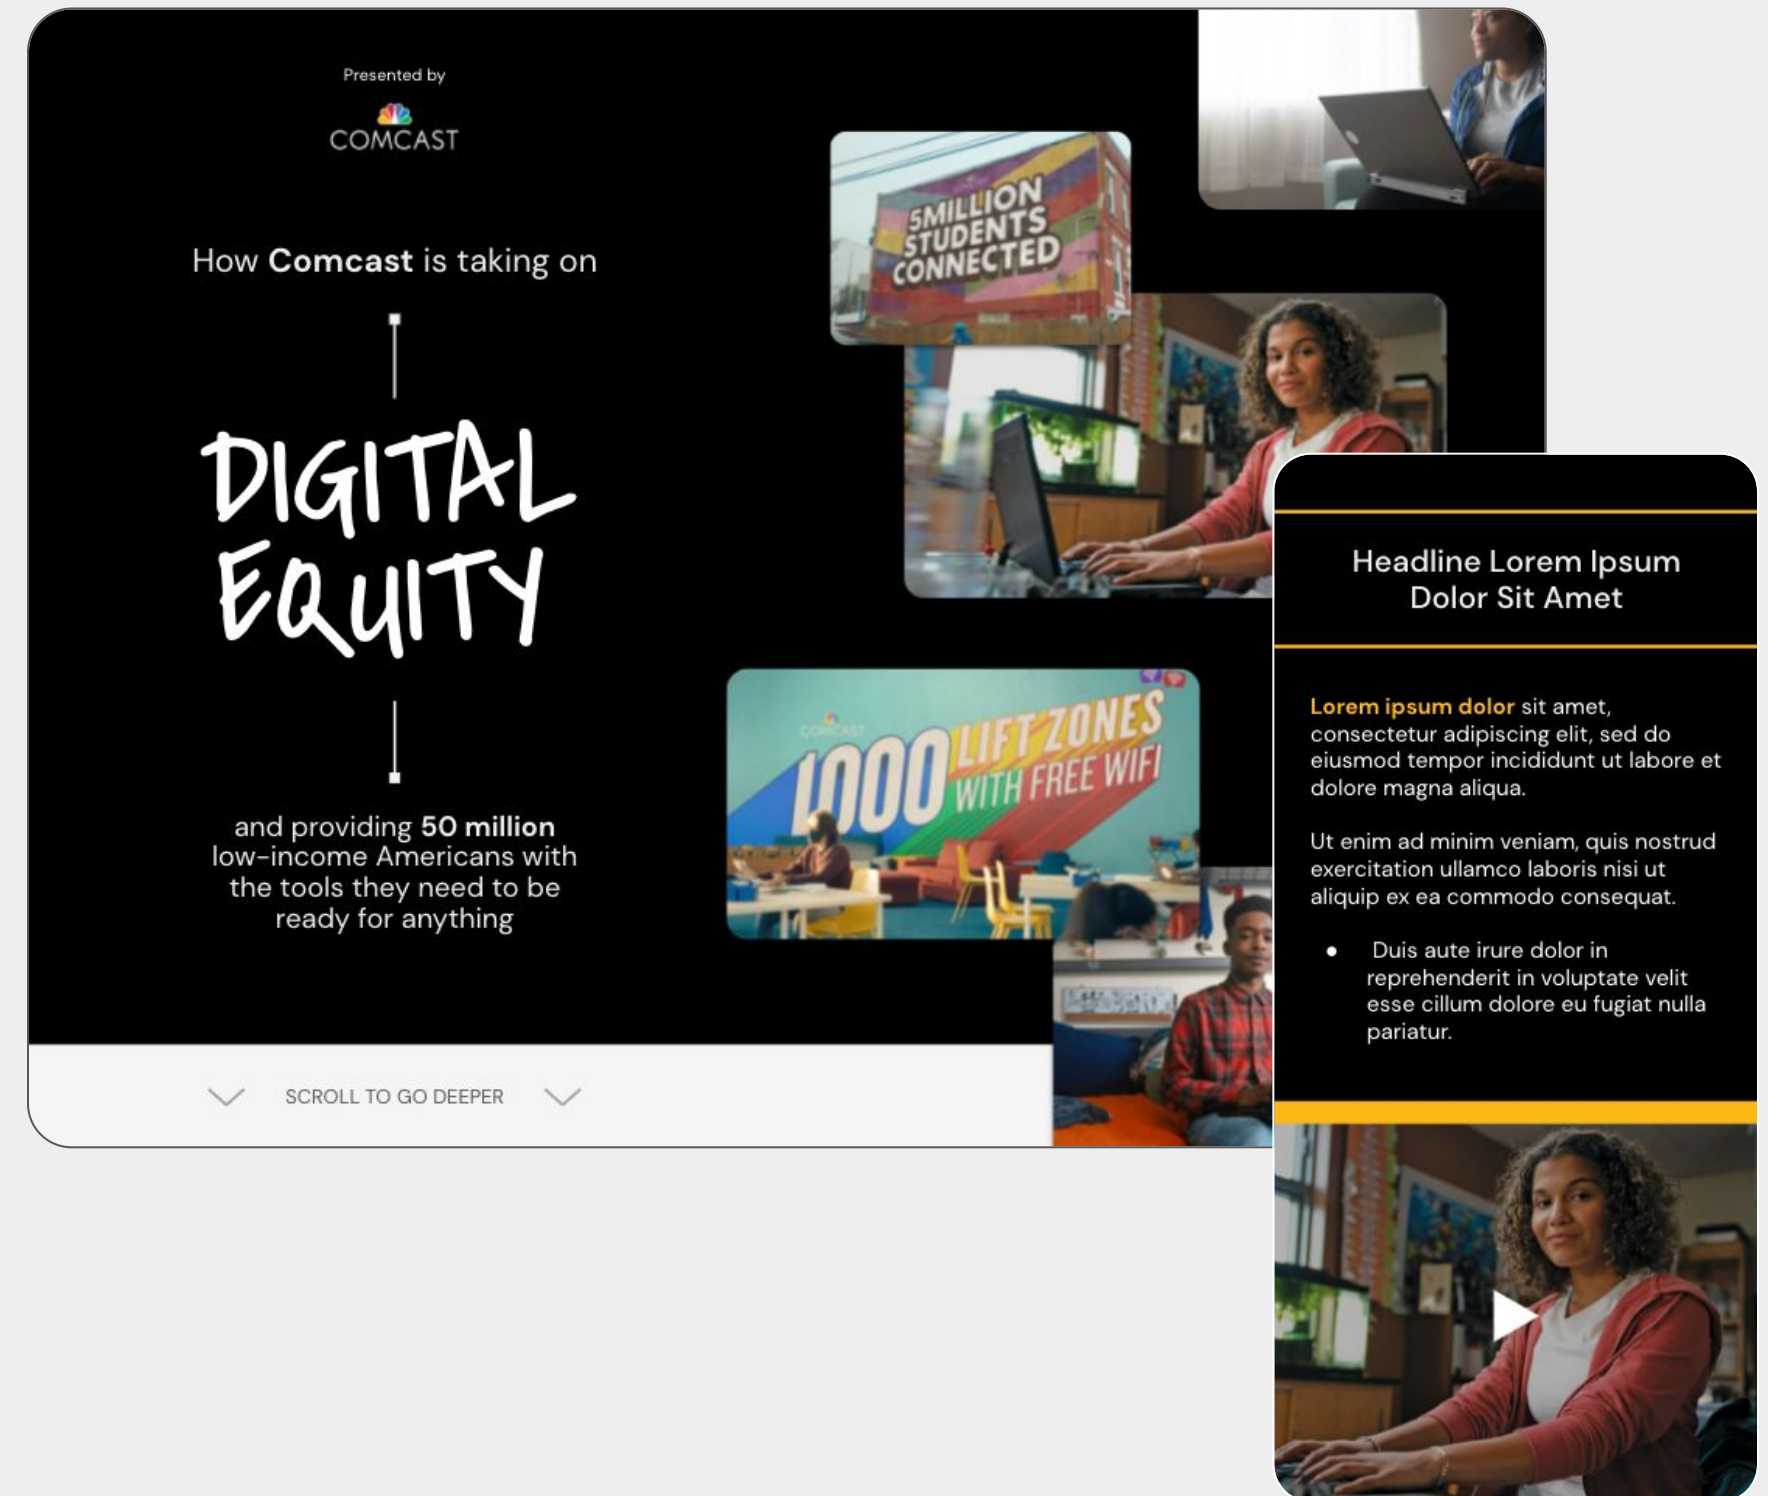 Presented by
COMCAST
How Comcast is taking on
DIGITAL
EQUITY
and providing 50 million
low-income Americans with
the tools they need to be
ready for anything
SCROLL TO GO DEEPER
5MILLION
STUDENTS
CONNECTED
COMCAST
1000 LIFT ZONES
WITH FREE WIFI
Headline Lorem Ipsum
Dolor Sit Amet
Lorem ipsum dolor sit amet,
consectetur adipiscing elit, sed do
eiusmod tempor incididunt ut labore et
dolore magna aliqua.
Ut enim ad minim veniam, quis nostrud
exercitation ullamco laboris nisi ut
aliquip ex ea commodo consequat.
● Duis aute irure dolor in
reprehenderit in voluptate velit
esse cillum dolore eu fugiat nulla
pariatur.